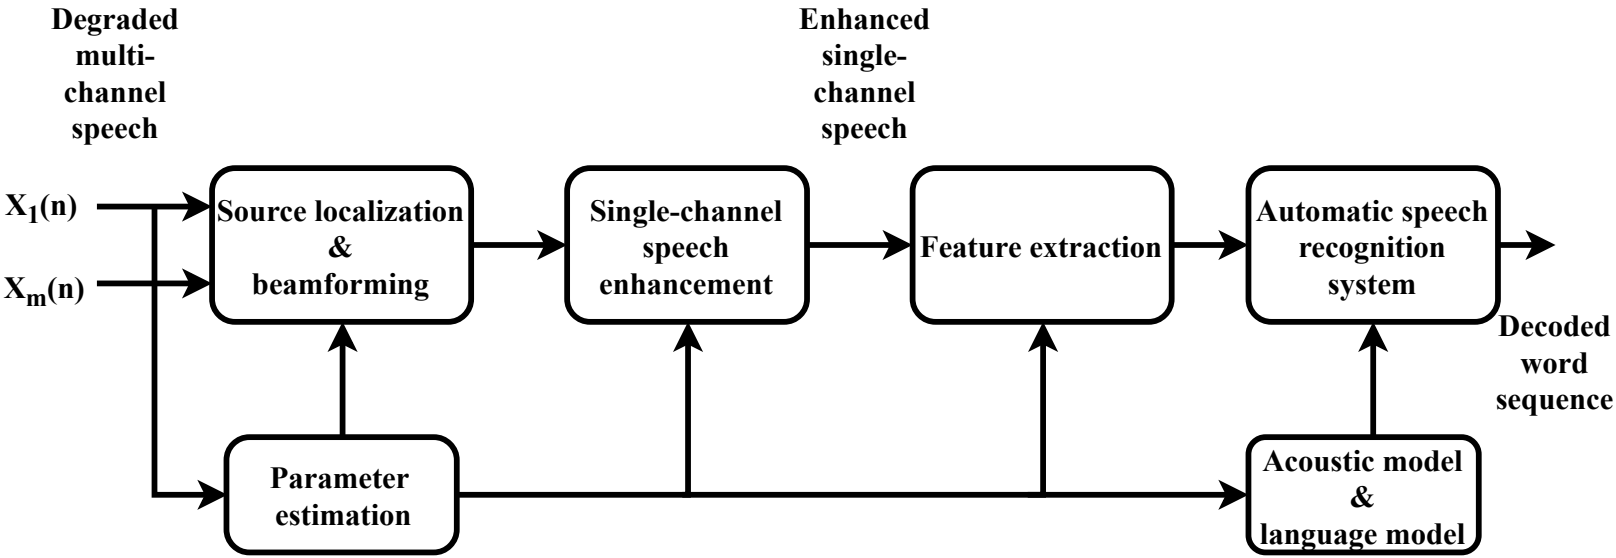 Degraded
multi-
channel
speech
Enhanced
single-
channel
speech
X₁(n)
Xₘ(n)
Source localization
&
beamforming
Single-channel
speech
enhancement
Feature extraction
Automatic speech
recognition
system
Decoded
word
sequence
Parameter
estimation
Acoustic model
&
language model